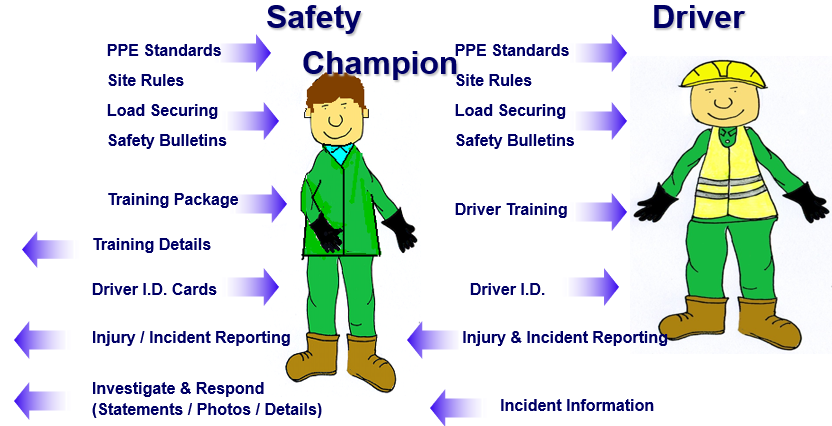 Safety
Champion
PPE Standards
Site Rules
Load Securing
Safety Bulletins
Training Package
Training Details
Driver I.D. Cards
Injury / Incident Reporting
Investigate & Respond
(Statements / Photos / Details)
Driver
PPE Standards
Site Rules
Load Securing
Safety Bulletins
Driver Training
Driver I.D.
Injury & Incident Reporting
Incident Information